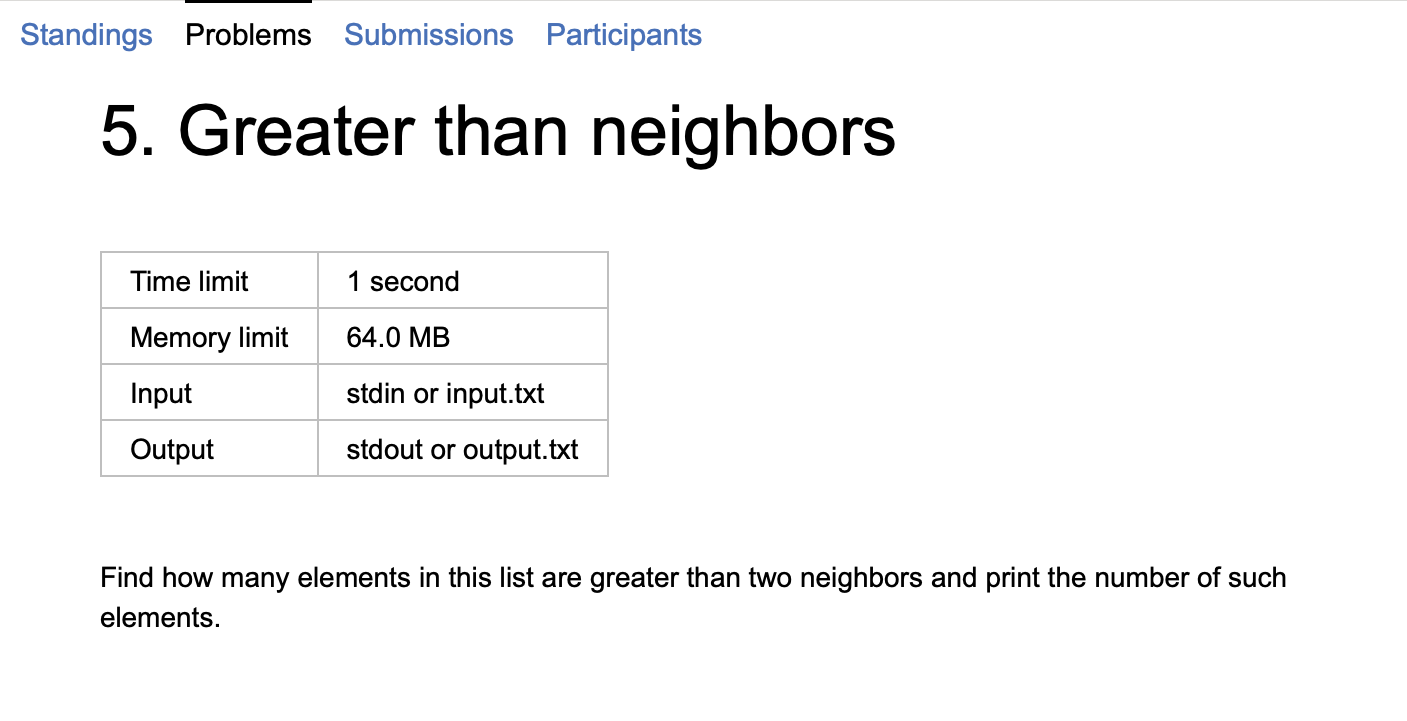 Standings Problems Submissions Participants
5. Greater than neighbors
Time limit 1 second
Memory limit 64.0 MB
Input stdin or input.txt
Output stdout or output.txt
Find how many elements in this list are greater than two neighbors and print the number of such
elements.